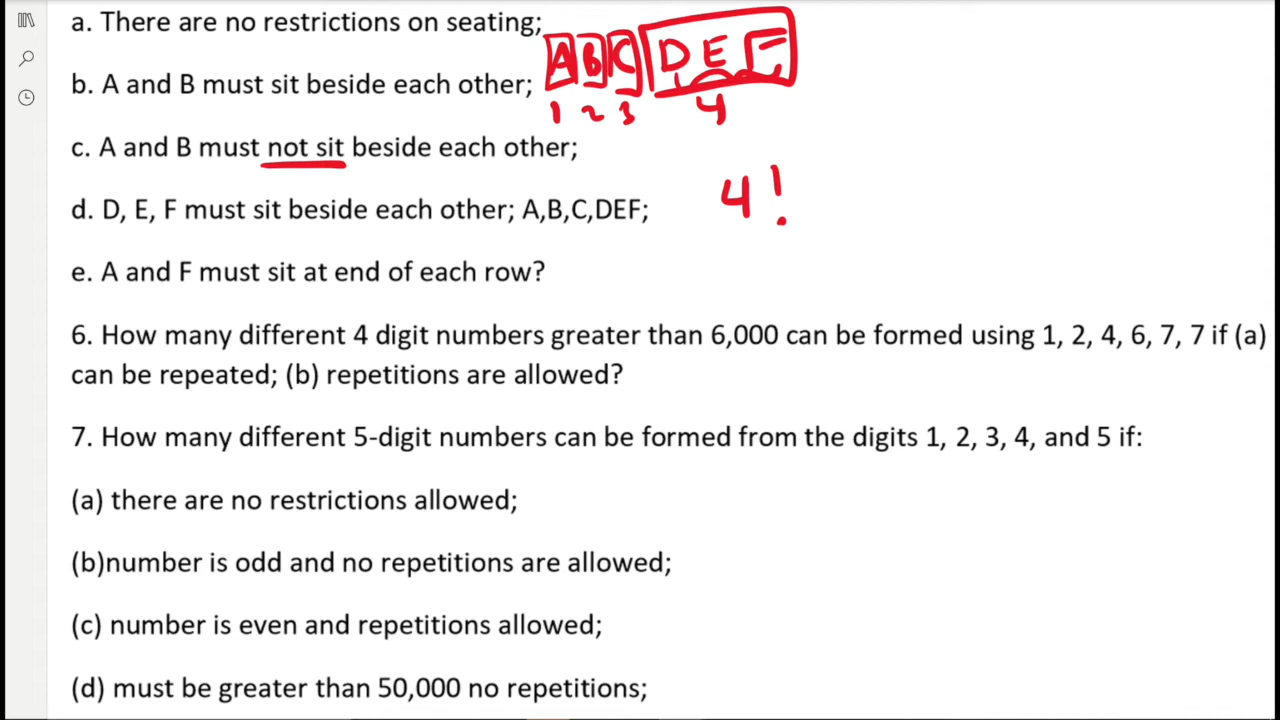 a. There are no restrictions on seating;
A B C D E F
b. A and B must sit beside each other;
1 2 3 4
c. A and B must not sit beside each other;
4!
d. D, E, F must sit beside each other; A,B,C,DEF;
e. A and F must sit at end of each row?
6. How many different 4 digit numbers greater than 6,000 can be formed using 1, 2, 4, 6, 7, 7 if (a)
can be repeated; (b) repetitions are allowed?
7. How many different 5-digit numbers can be formed from the digits 1, 2, 3, 4, and 5 if:
(a) there are no restrictions allowed;
(b)number is odd and no repetitions are allowed;
(c) number is even and repetitions allowed;
(d) must be greater than 50,000 no repetitions;